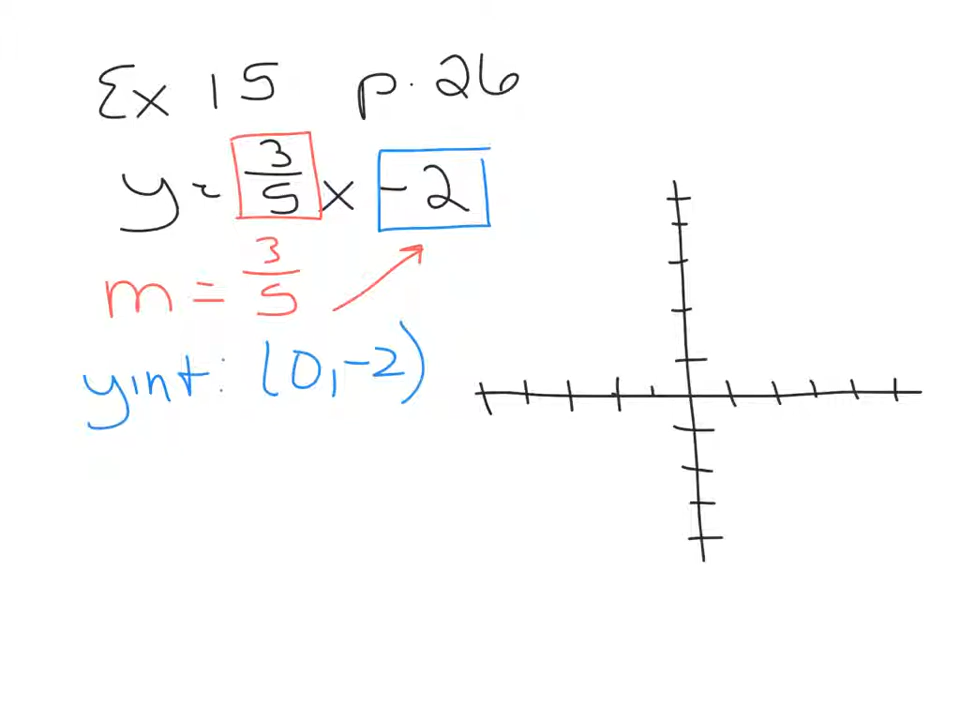 Ex 15 p. 26
y = 3/5 x - 2
m = 3/5
yint: (0, -2)